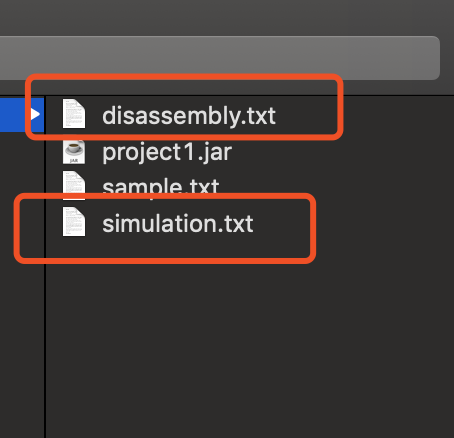 disassembly.txt
project1.jar
sample.txt
simulation.txt